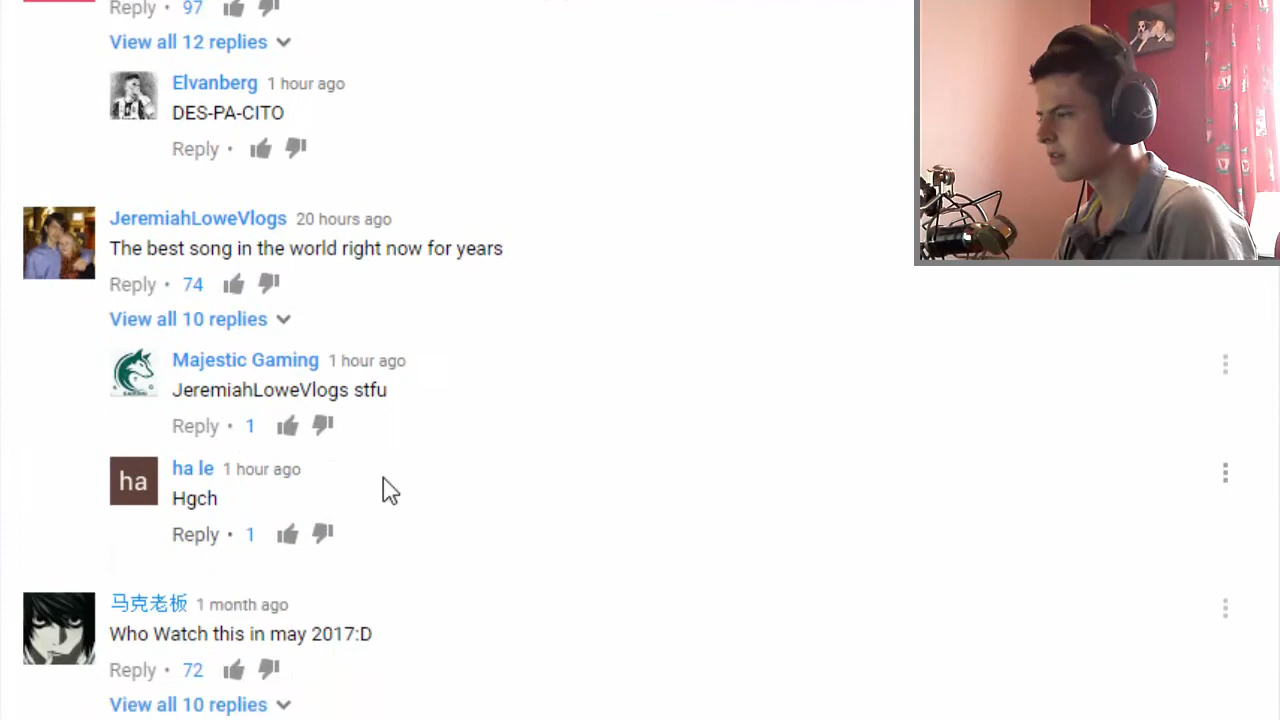 Reply • 97
View all 12 replies
Elvanberg 1 hour ago
DES-PA-CITO
Reply •
JeremiahLoweVlogs 20 hours ago
The best song in the world right now for years
Reply • 74
View all 10 replies
Majestic Gaming 1 hour ago
JeremiahLoweVlogs stfu
Reply • 1
ha
ha le 1 hour ago
Hgch
Reply • 1
马克老板 1 month ago
Who Watch this in may 2017:D
Reply • 72
View all 10 replies